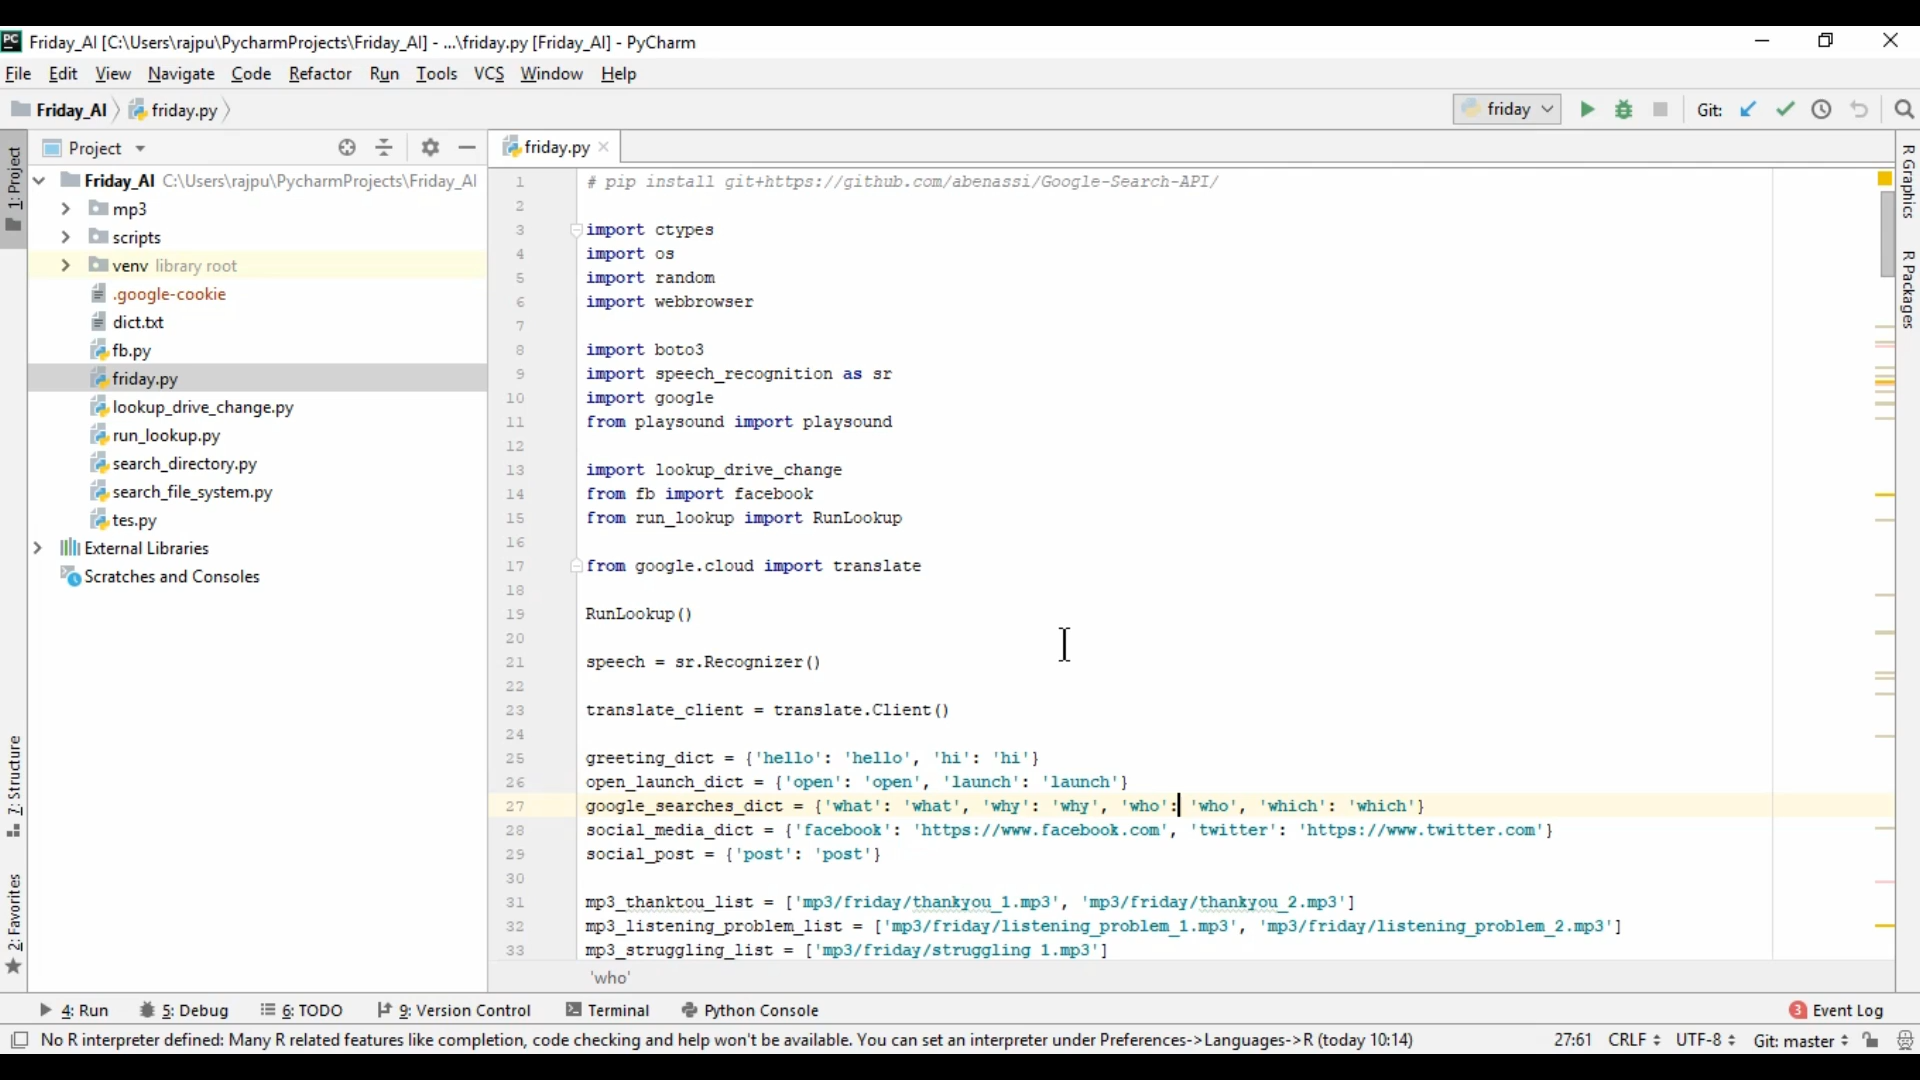 Friday_AI [C:\Users\rajpu\PycharmProjects\Friday_AI] - ...\friday.py [Friday_AI] - PyCharm
File Edit View Navigate Code Refactor Run Tools VCS Window Help
Friday_AI friday.py friday Git:
1: Project
Project
Friday_AI C:\Users\rajpu\PycharmProjects\Friday_AI
mp3
scripts
venv library root
.google-cookie
dict.txt
fb.py
friday.py
lookup_drive_change.py
run_lookup.py
search_directory.py
search_file_system.py
tes.py
External Libraries
Scratches and Consoles
7: Structure
2: Favorites
friday.py
1 # pip install git+https://github.com/abenassi/Google-Search-API/
2
3 import ctypes
4 import os
5 import random
6 import webbrowser
7
8 import boto3
9 import speech_recognition as sr
10 import google
11 from playsound import playsound
12
13 import lookup_drive_change
14 from fb import facebook
15 from run_lookup import RunLookup
16
17 from google.cloud import translate
18
19 RunLookup()
20
21 speech = sr.Recognizer()
22
23 translate_client = translate.Client()
24
25 greeting_dict = {'hello': 'hello', 'hi': 'hi'}
26 open_launch_dict = {'open': 'open', 'launch': 'launch'}
27 google_searches_dict = {'what': 'what', 'why': 'why', 'who': 'who', 'which': 'which'}
28 social_media_dict = {'facebook': 'https://www.facebook.com', 'twitter': 'https://www.twitter.com'}
29 social_post = {'post': 'post'}
30
31 mp3_thanktou_list = ['mp3/friday/thankyou_1.mp3', 'mp3/friday/thankyou_2.mp3']
32 mp3_listening_problem_list = ['mp3/friday/listening_problem_1.mp3', 'mp3/friday/listening_problem_2.mp3']
33 mp3_struggling_list = ['mp3/friday/struggling_1.mp3']
'who'
R Graphics
R Packages
4: Run 5: Debug 6: TODO 9: Version Control Terminal Python Console 3 Event Log
No R interpreter defined: Many R related features like completion, code checking and help won't be available. You can set an interpreter under Preferences->Languages->R (today 10:14) 27:61 CRLF UTF-8 Git: master